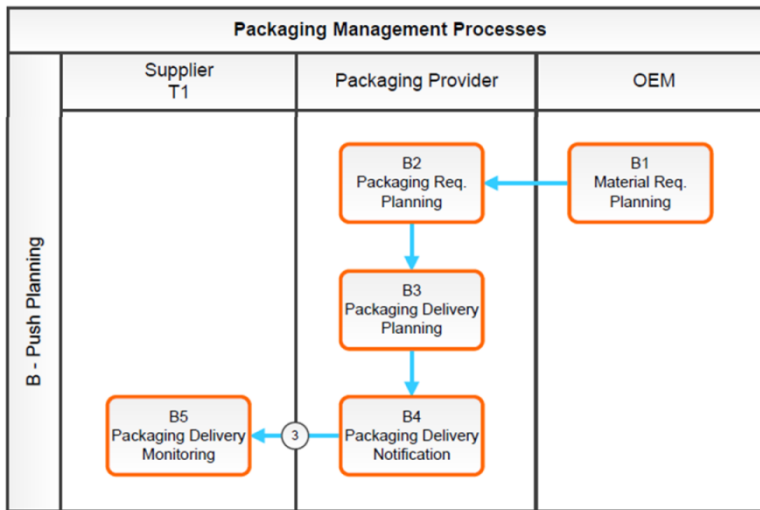 Packaging Management Processes
Supplier
T1
Packaging Provider
OEM
B - Push Planning
B2
Packaging Req.
Planning
B1
Material Req.
Planning
B3
Packaging Delivery
Planning
B5
Packaging Delivery
Monitoring
3
B4
Packaging Delivery
Notification